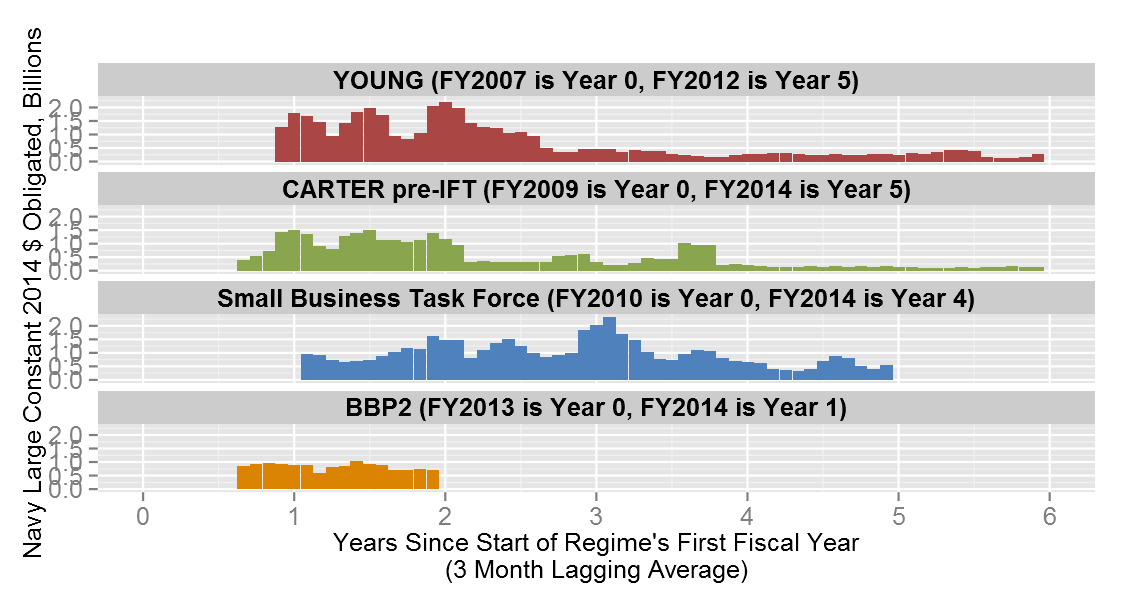 Navy Large Constant 2014 $ Obligated, Billions
YOUNG (FY2007 is Year 0, FY2012 is Year 5)
2.0
1.5
1.0
0.5
0.0
CARTER pre-IFT (FY2009 is Year 0, FY2014 is Year 5)
2.0
1.5
1.0
0.5
0.0
Small Business Task Force (FY2010 is Year 0, FY2014 is Year 4)
2.0
1.5
1.0
0.5
0.0
BBP2 (FY2013 is Year 0, FY2014 is Year 1)
2.0
1.5
1.0
0.5
0.0
0 1 2 3 4 5 6
Years Since Start of Regime's First Fiscal Year
(3 Month Lagging Average)